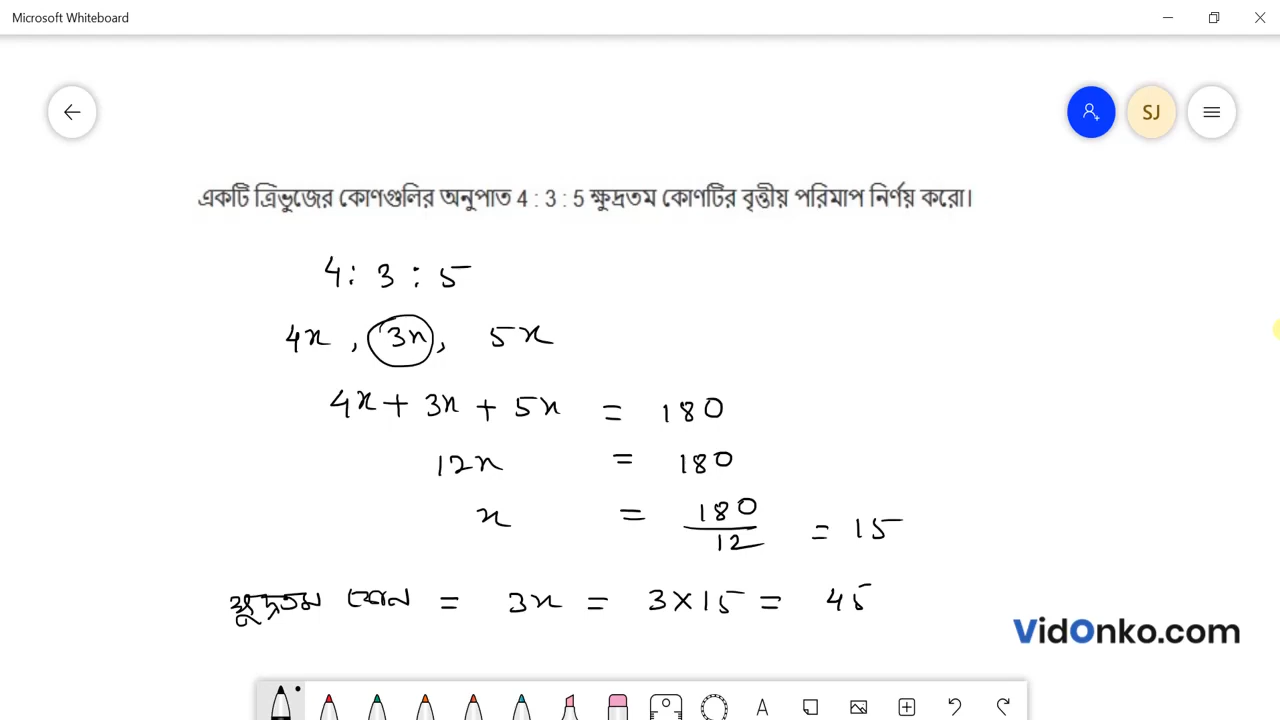 Microsoft Whiteboard
SJ
একটি ত্রিভুজের কোণগুলির অনুপাত 4 : 3 : 5 ক্ষুদ্রতম কোণটির বৃত্তীয় পরিমাপ নির্ণয় করো।
4 : 3 : 5
4x , 3x , 5x
4x + 3x + 5x = 180
12x = 180
x = 180/12 = 15
ক্ষুদ্রতম কোন = 3x = 3 × 15 = 45
VidOnko.com
A